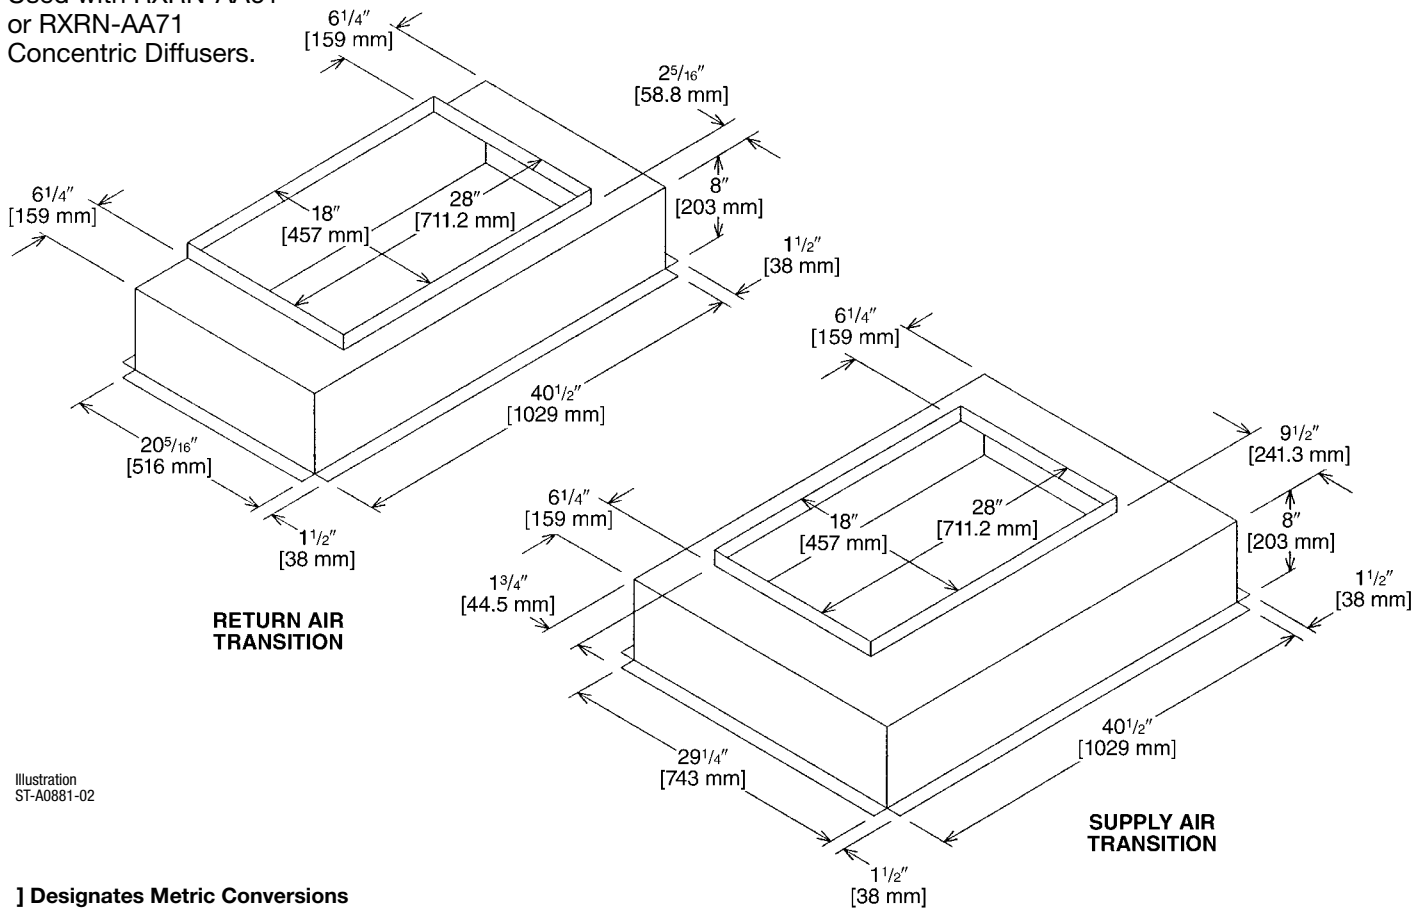 or RXRN-AA71
Concentric Diffusers.
6 1/4″
[159 mm]
2 5/16″
[58.8 mm]
6 1/4″
[159 mm]
18″
[457 mm]
28″
[711.2 mm]
8″
[203 mm]
1 1/2″
[38 mm]
40 1/2″
[1029 mm]
20 5/16″
[516 mm]
1 1/2″
[38 mm]
RETURN AIR
TRANSITION
6 1/4″
[159 mm]
9 1/2″
[241.3 mm]
6 1/4″
[159 mm]
18″
[457 mm]
28″
[711.2 mm]
8″
[203 mm]
1 3/4″
[44.5 mm]
1 1/2″
[38 mm]
40 1/2″
[1029 mm]
29 1/4″
[743 mm]
1 1/2″
[38 mm]
SUPPLY AIR
TRANSITION
Illustration
ST-A0881-02
] Designates Metric Conversions